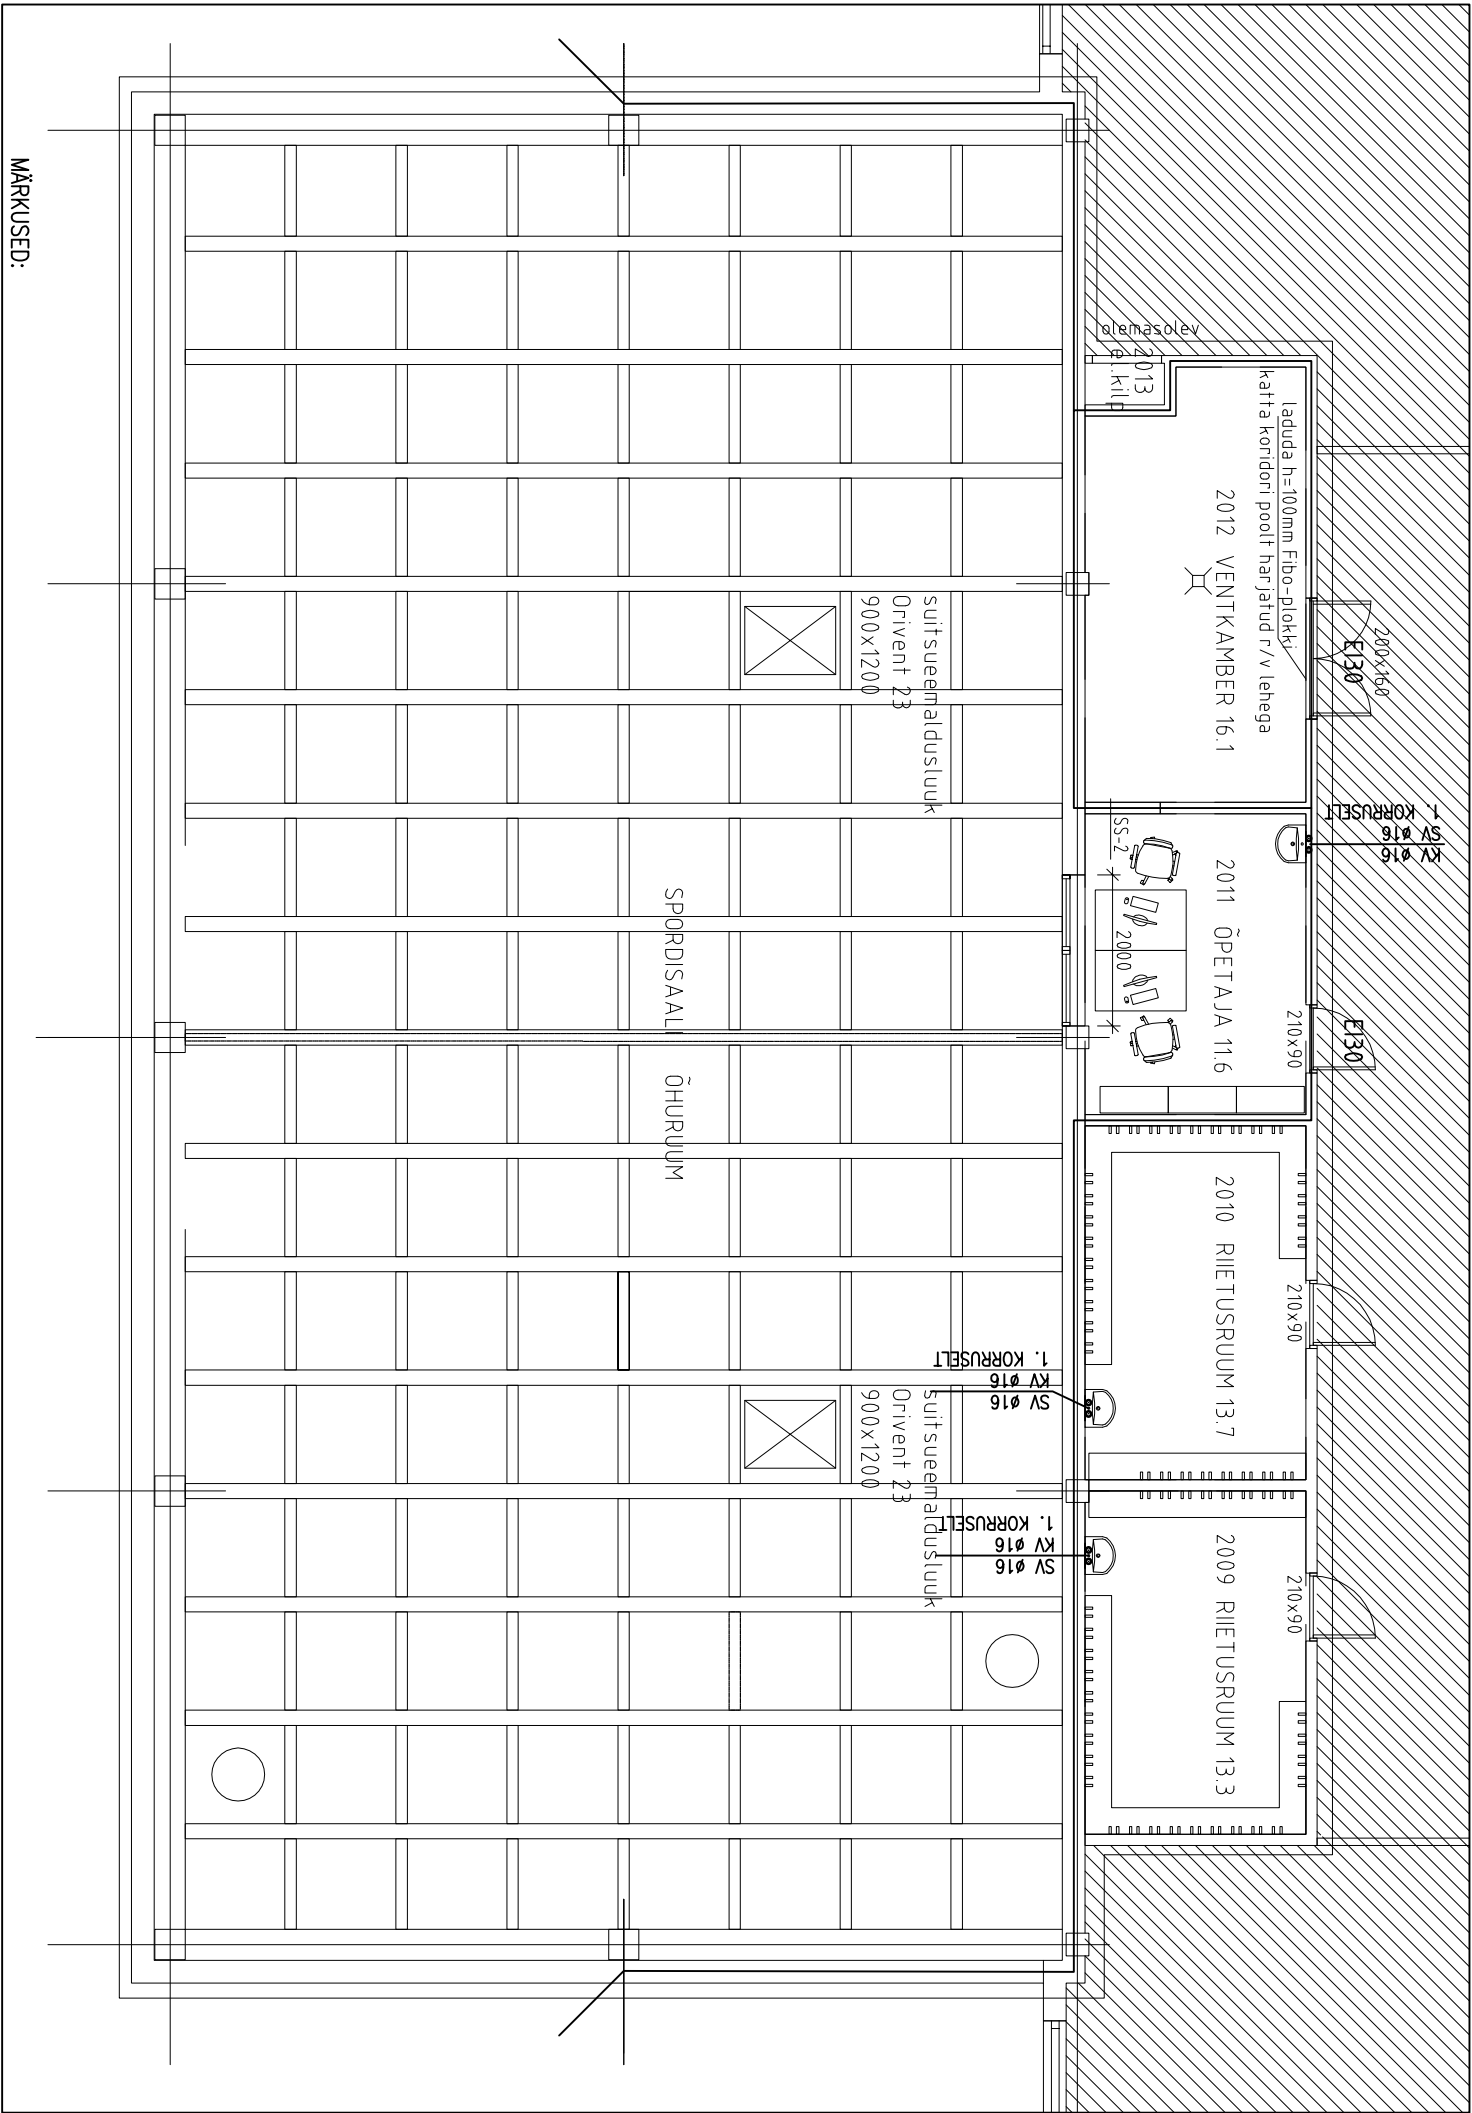 200x160
EI30
laduda h=100mm Fibo-plokki
katta koridori poolt harjatud r/v lehega
2012 VENTKAMBER 16.1
olemasolev
2013
el.kilp
KV ø16
SV ø16
1. KORRUSELT
EI30
210x90
2011 ÕPETAJA 11.6
SS-2
2000
210x90
2010 RIIETUSRUUM 13.7
210x90
2009 RIIETUSRUUM 13.3
SV ø16
KV ø16
1. KORRUSELT
SV ø16
KV ø16
1. KORRUSELT
suitsueemaldusluuk
Orivent 23
900x1200
suitsueemaldusluuk
Orivent 23
900x1200
SPORDISAALI ÕHURUUM
MÄRKUSED: